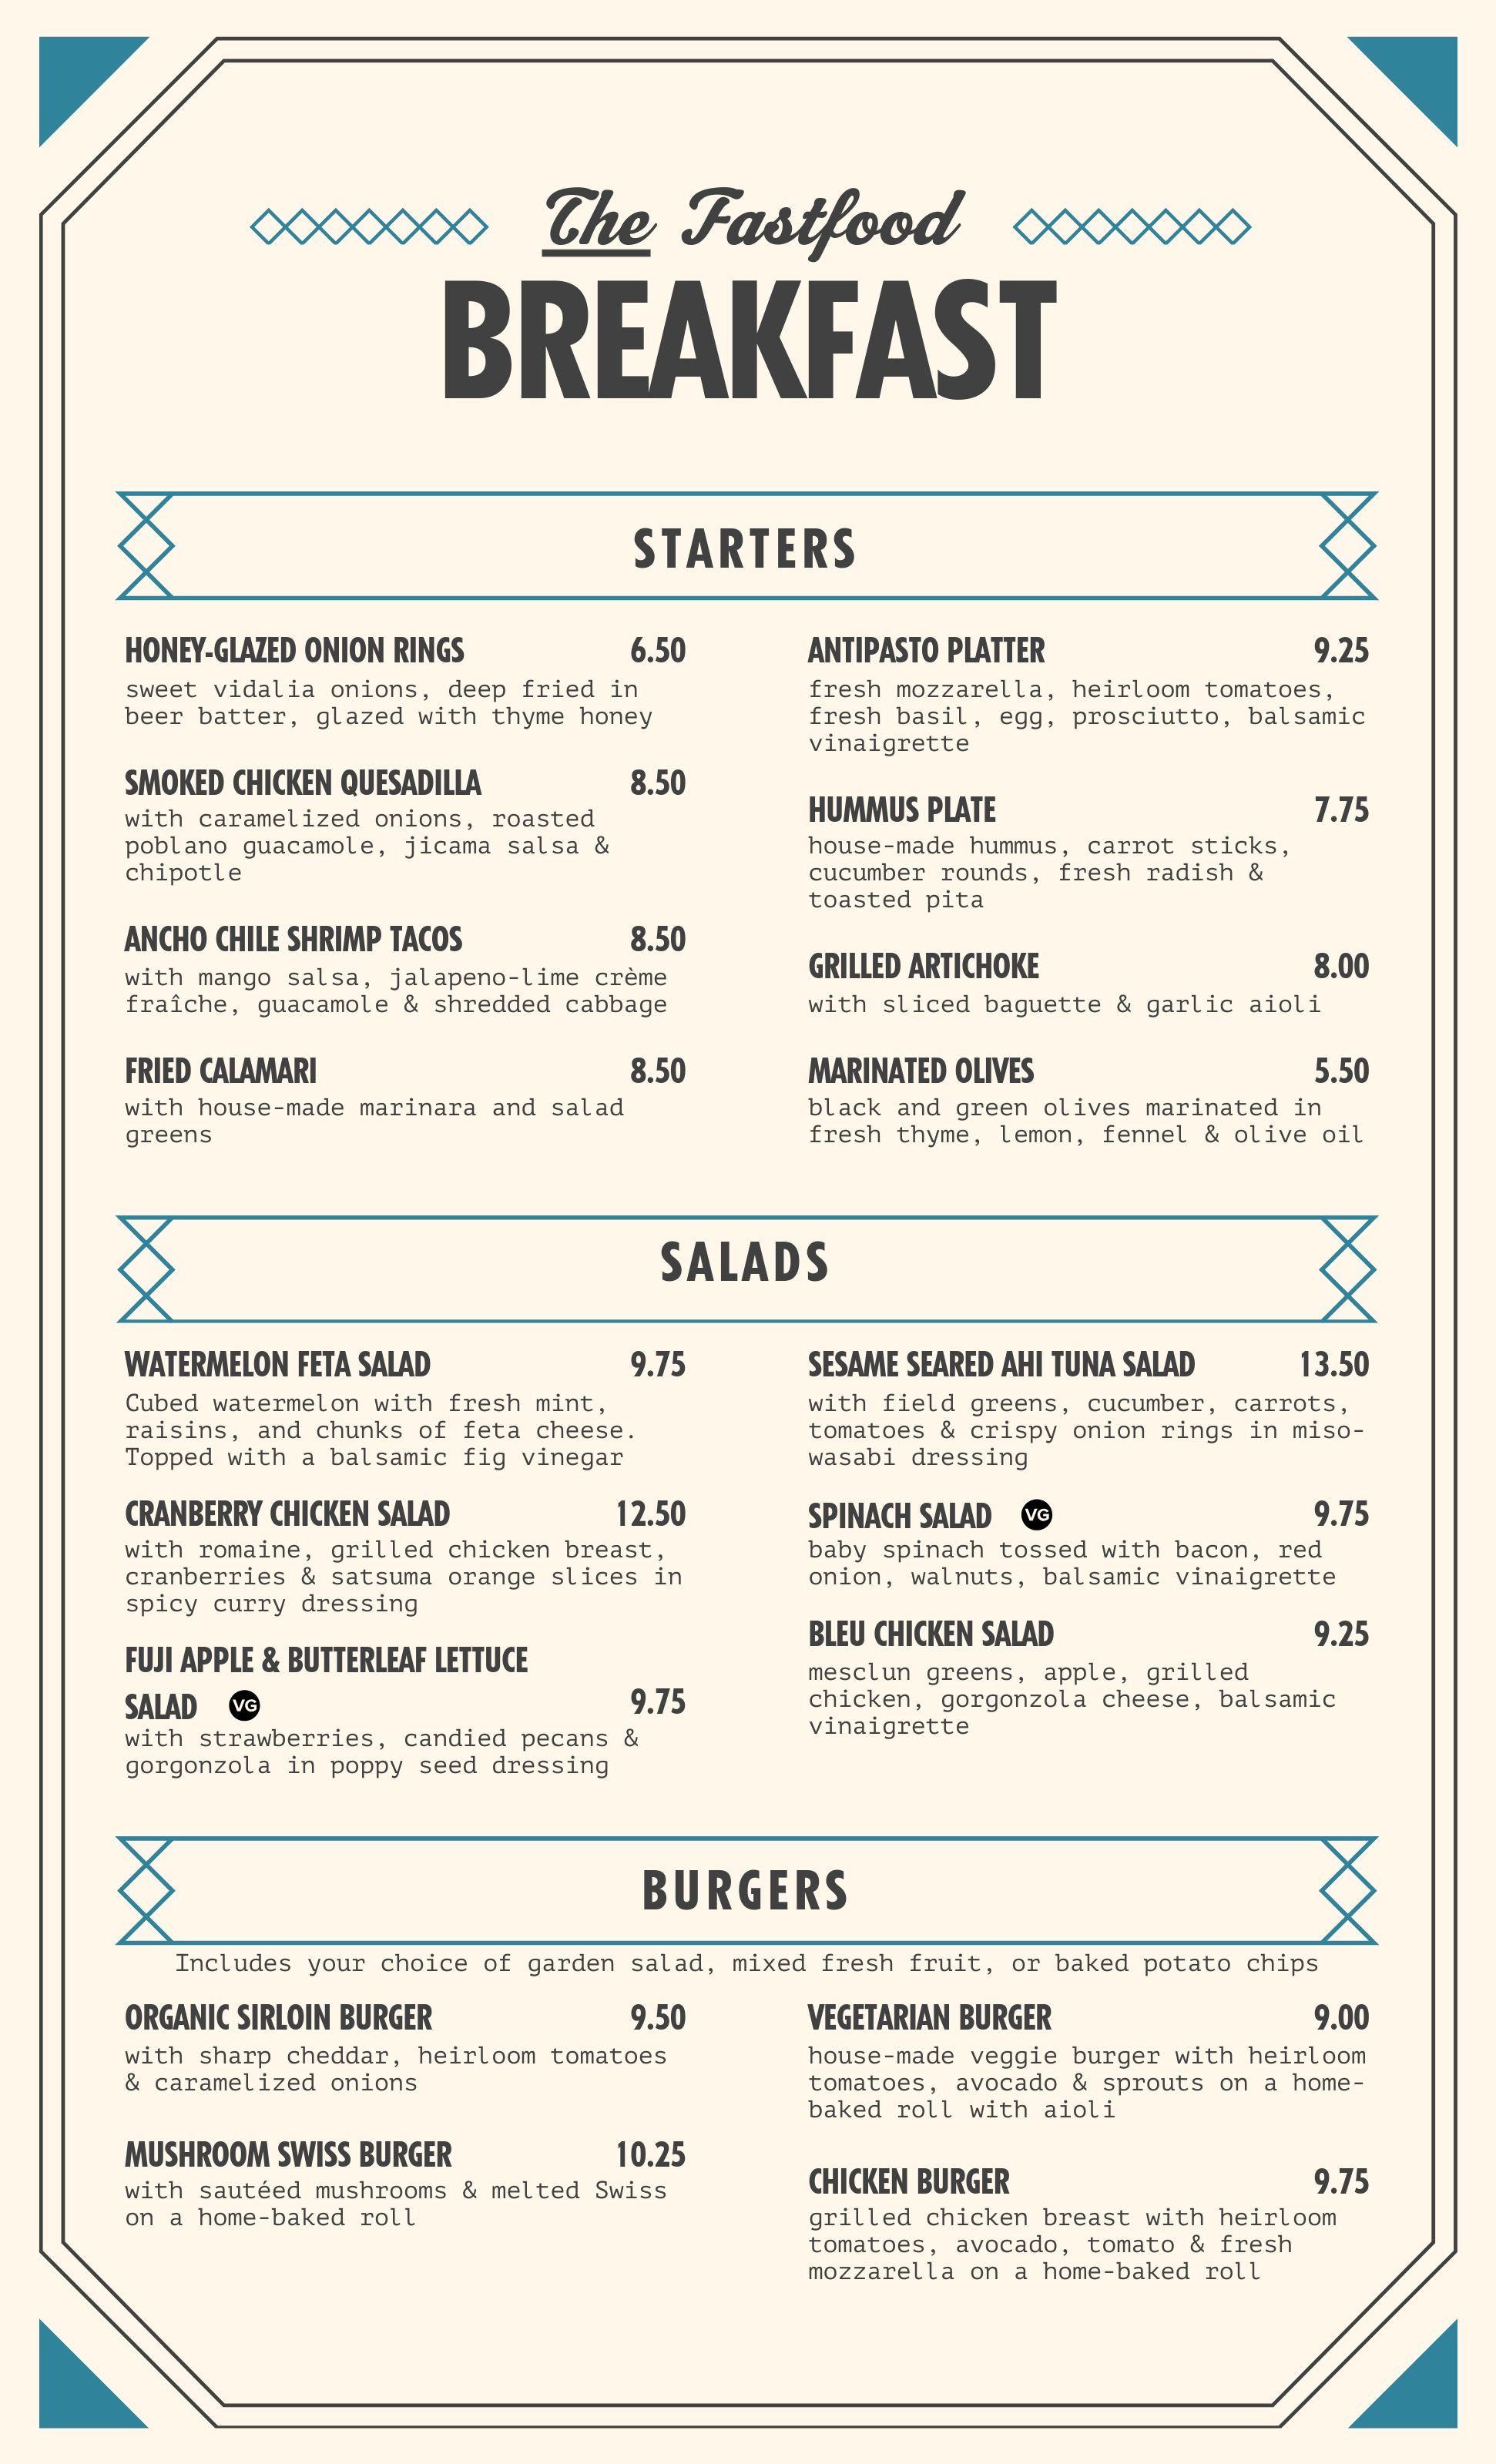 The Fastfood
BREAKFAST
STARTERS
HONEY-GLAZED ONION RINGS 6.50
sweet vidalia onions, deep fried in
beer batter, glazed with thyme honey
SMOKED CHICKEN QUESADILLA 8.50
with caramelized onions, roasted
poblano guacamole, jicama salsa &
chipotle
ANCHO CHILE SHRIMP TACOS 8.50
with mango salsa, jalapeno-lime crème
fraîche, guacamole & shredded cabbage
FRIED CALAMARI 8.50
with house-made marinara and salad
greens
ANTIPASTO PLATTER 9.25
fresh mozzarella, heirloom tomatoes,
fresh basil, egg, prosciutto, balsamic
vinaigrette
HUMMUS PLATE 7.75
house-made hummus, carrot sticks,
cucumber rounds, fresh radish &
toasted pita
GRILLED ARTICHOKE 8.00
with sliced baguette & garlic aioli
MARINATED OLIVES 5.50
black and green olives marinated in
fresh thyme, lemon, fennel & olive oil
SALADS
WATERMELON FETA SALAD 9.75
Cubed watermelon with fresh mint,
raisins, and chunks of feta cheese.
Topped with a balsamic fig vinegar
CRANBERRY CHICKEN SALAD 12.50
with romaine, grilled chicken breast,
cranberries & satsuma orange slices in
spicy curry dressing
FUJI APPLE & BUTTERLEAF LETTUCE
SALAD VG 9.75
with strawberries, candied pecans &
gorgonzola in poppy seed dressing
SESAME SEARED AHI TUNA SALAD 13.50
with field greens, cucumber, carrots,
tomatoes & crispy onion rings in miso-
wasabi dressing
SPINACH SALAD VG 9.75
baby spinach tossed with bacon, red
onion, walnuts, balsamic vinaigrette
BLEU CHICKEN SALAD 9.25
mesclun greens, apple, grilled
chicken, gorgonzola cheese, balsamic
vinaigrette
BURGERS
Includes your choice of garden salad, mixed fresh fruit, or baked potato chips
ORGANIC SIRLOIN BURGER 9.50
with sharp cheddar, heirloom tomatoes
& caramelized onions
MUSHROOM SWISS BURGER 10.25
with sautéed mushrooms & melted Swiss
on a home-baked roll
VEGETARIAN BURGER 9.00
house-made veggie burger with heirloom
tomatoes, avocado & sprouts on a home-
baked roll with aioli
CHICKEN BURGER 9.75
grilled chicken breast with heirloom
tomatoes, avocado, tomato & fresh
mozzarella on a home-baked roll